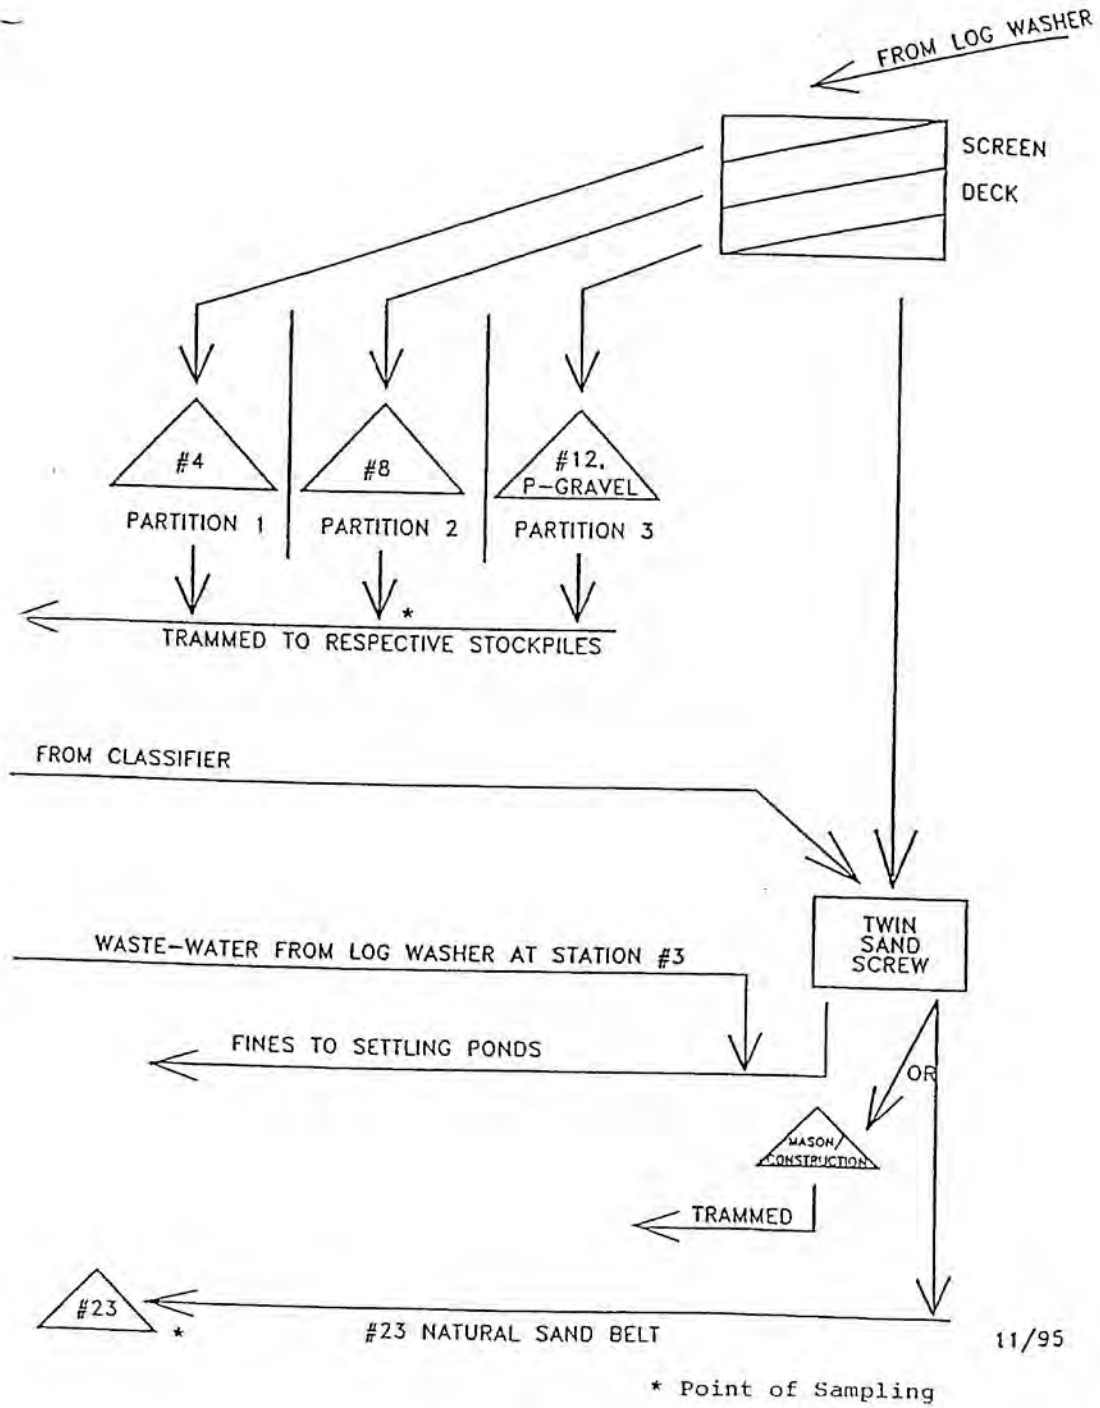 FROM LOG WASHER
SCREEN
DECK
#4
#8
#12,
P-GRAVEL
PARTITION 1
PARTITION 2
PARTITION 3
*
TRAMMED TO RESPECTIVE STOCKPILES
FROM CLASSIFIER
TWIN
SAND
SCREW
WASTE-WATER FROM LOG WASHER AT STATION #3
FINES TO SETTLING PONDS
OR
MASON/
CONSTRUCTION
TRAMMED
#23
*
#23 NATURAL SAND BELT
11/95
* Point of Sampling